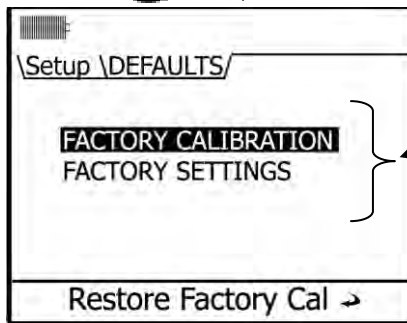 \Setup \DEFAULTS/
FACTORY CALIBRATION
FACTORY SETTINGS
Restore Factory Cal